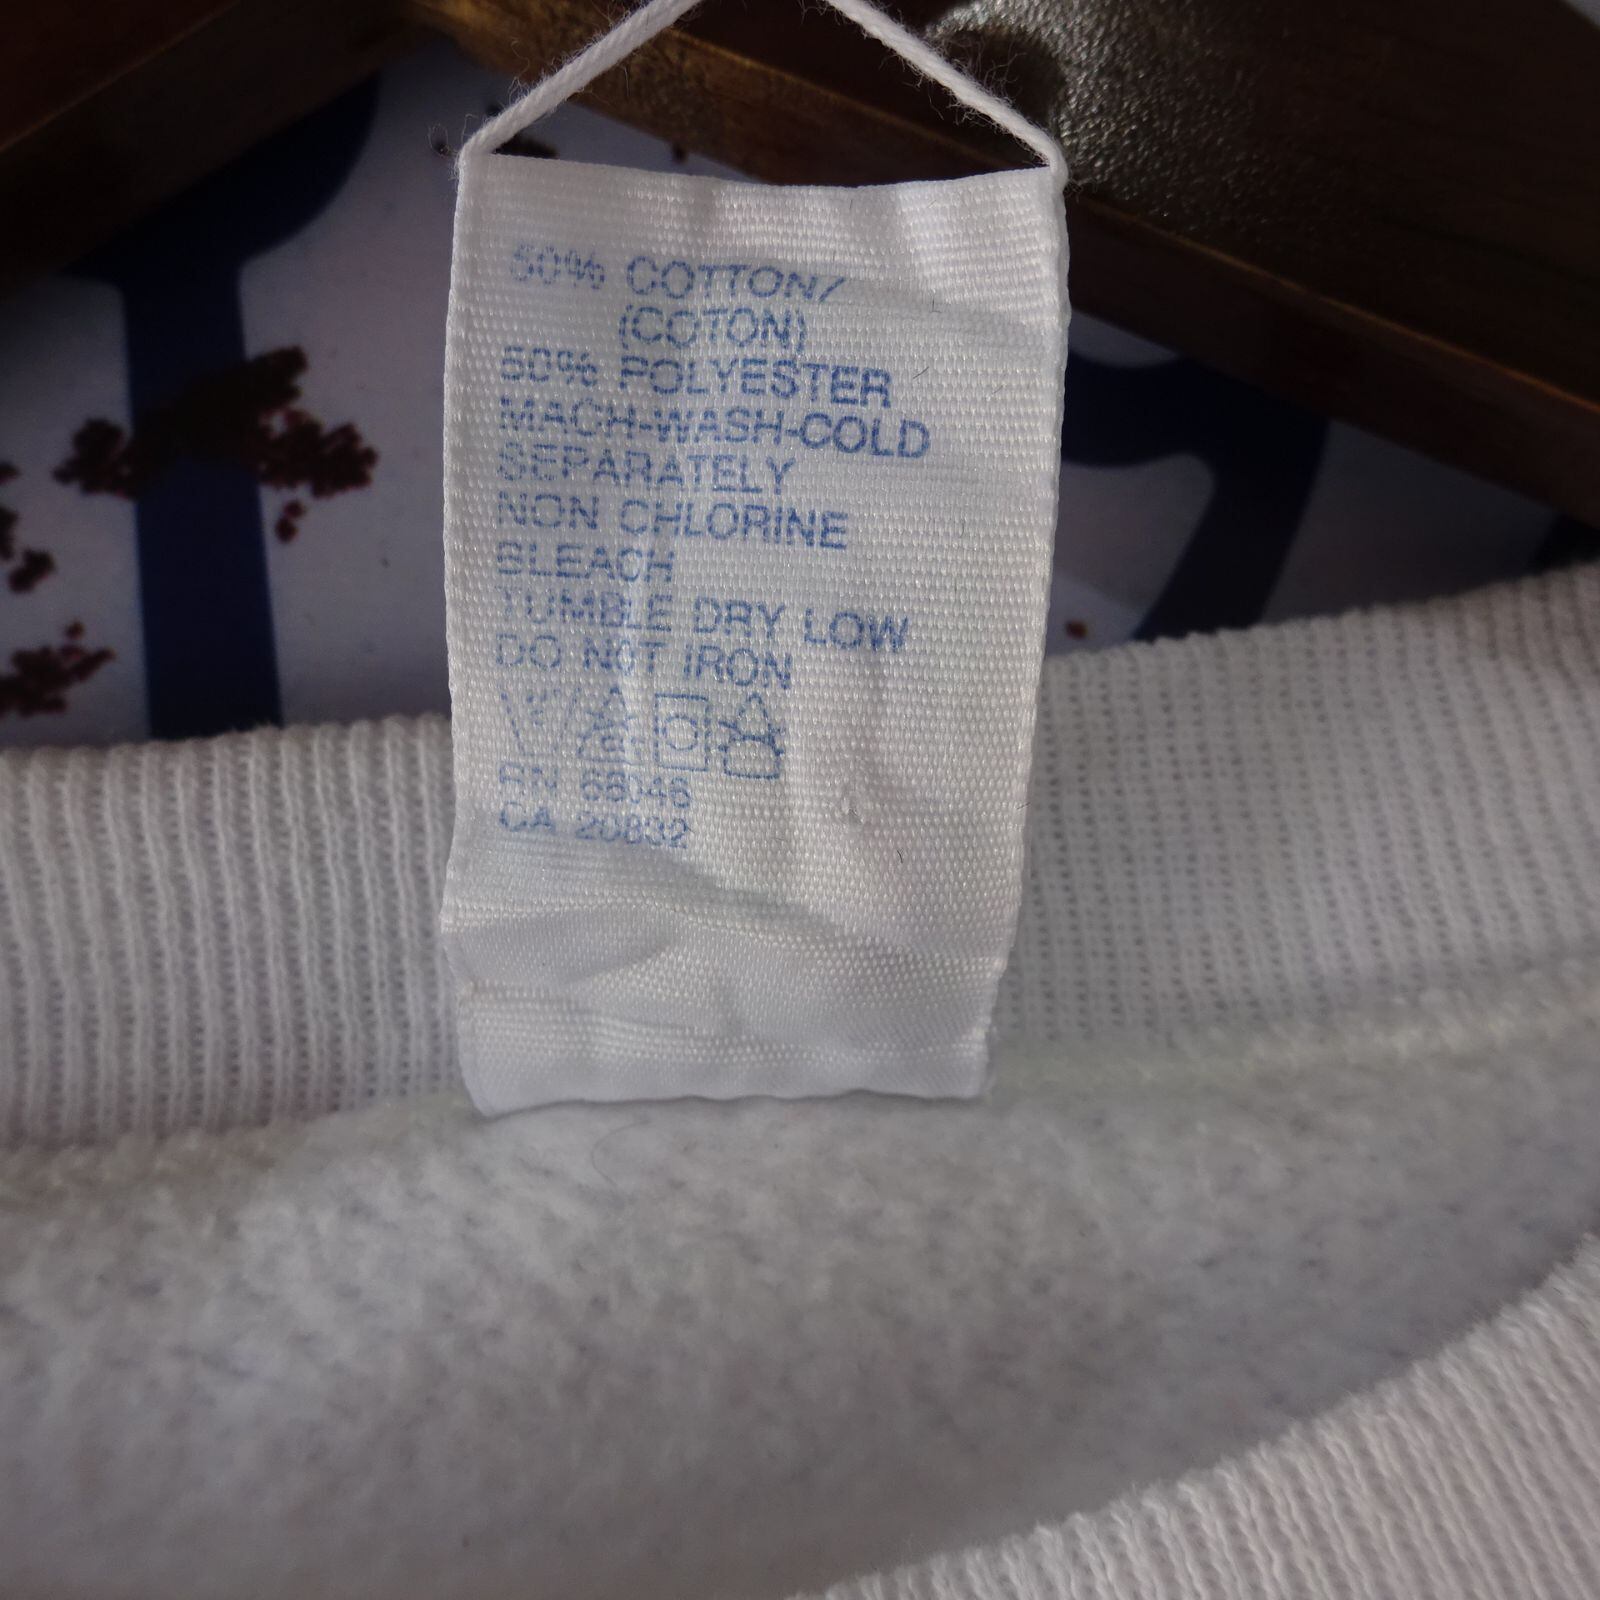 50% COTTON/
(COTON)
50% POLYESTER
MACH-WASH-COLD
SEPARATELY
NON CHLORINE
BLEACH
TUMBLE DRY LOW
DO NOT IRON
RN 66046
CA 20832